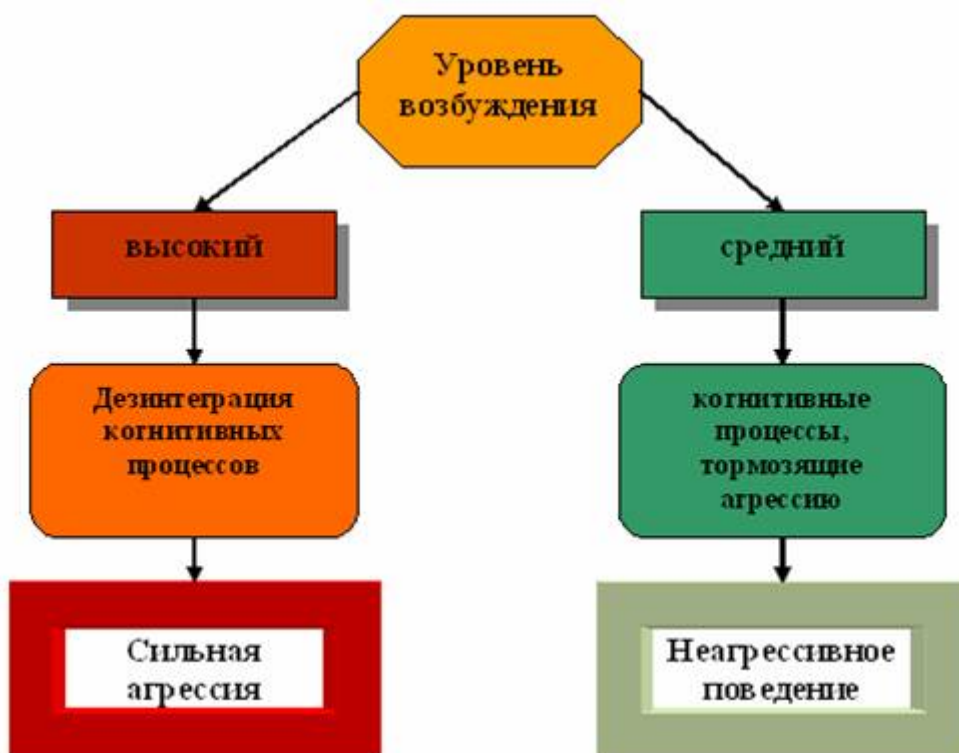 Уровень
возбуждения
высокий
средний
Дезинтеграция
когнитивных
процессов
когнитивные
процессы,
тормозящие
агрессию
Сильная
агрессия
Неагрессивное
поведение